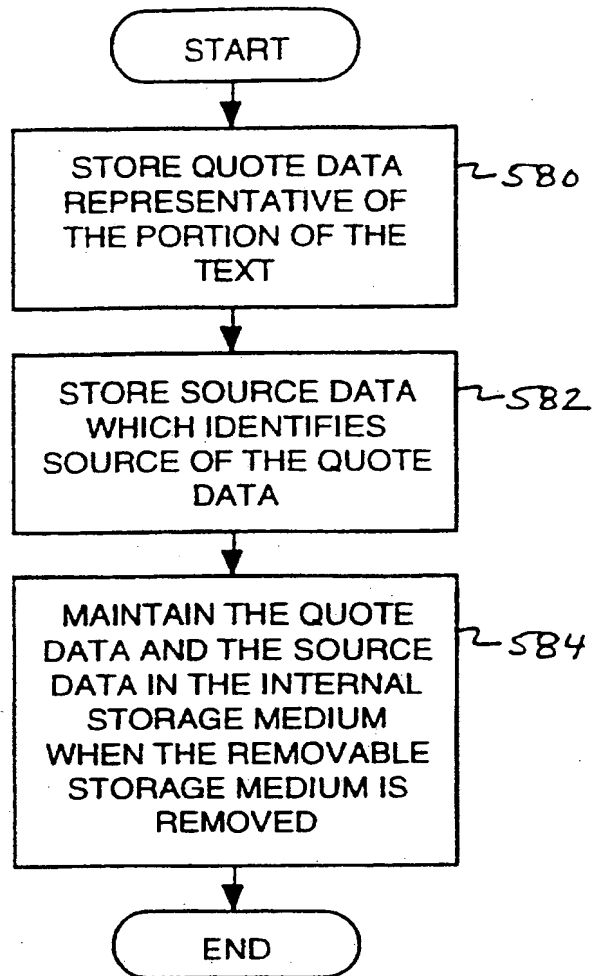 START
STORE QUOTE DATA
REPRESENTATIVE OF
THE PORTION OF THE
TEXT
580
STORE SOURCE DATA
WHICH IDENTIFIES
SOURCE OF THE QUOTE
DATA
582
MAINTAIN THE QUOTE
DATA AND THE SOURCE
DATA IN THE INTERNAL
STORAGE MEDIUM
WHEN THE REMOVABLE
STORAGE MEDIUM IS
REMOVED
584
END